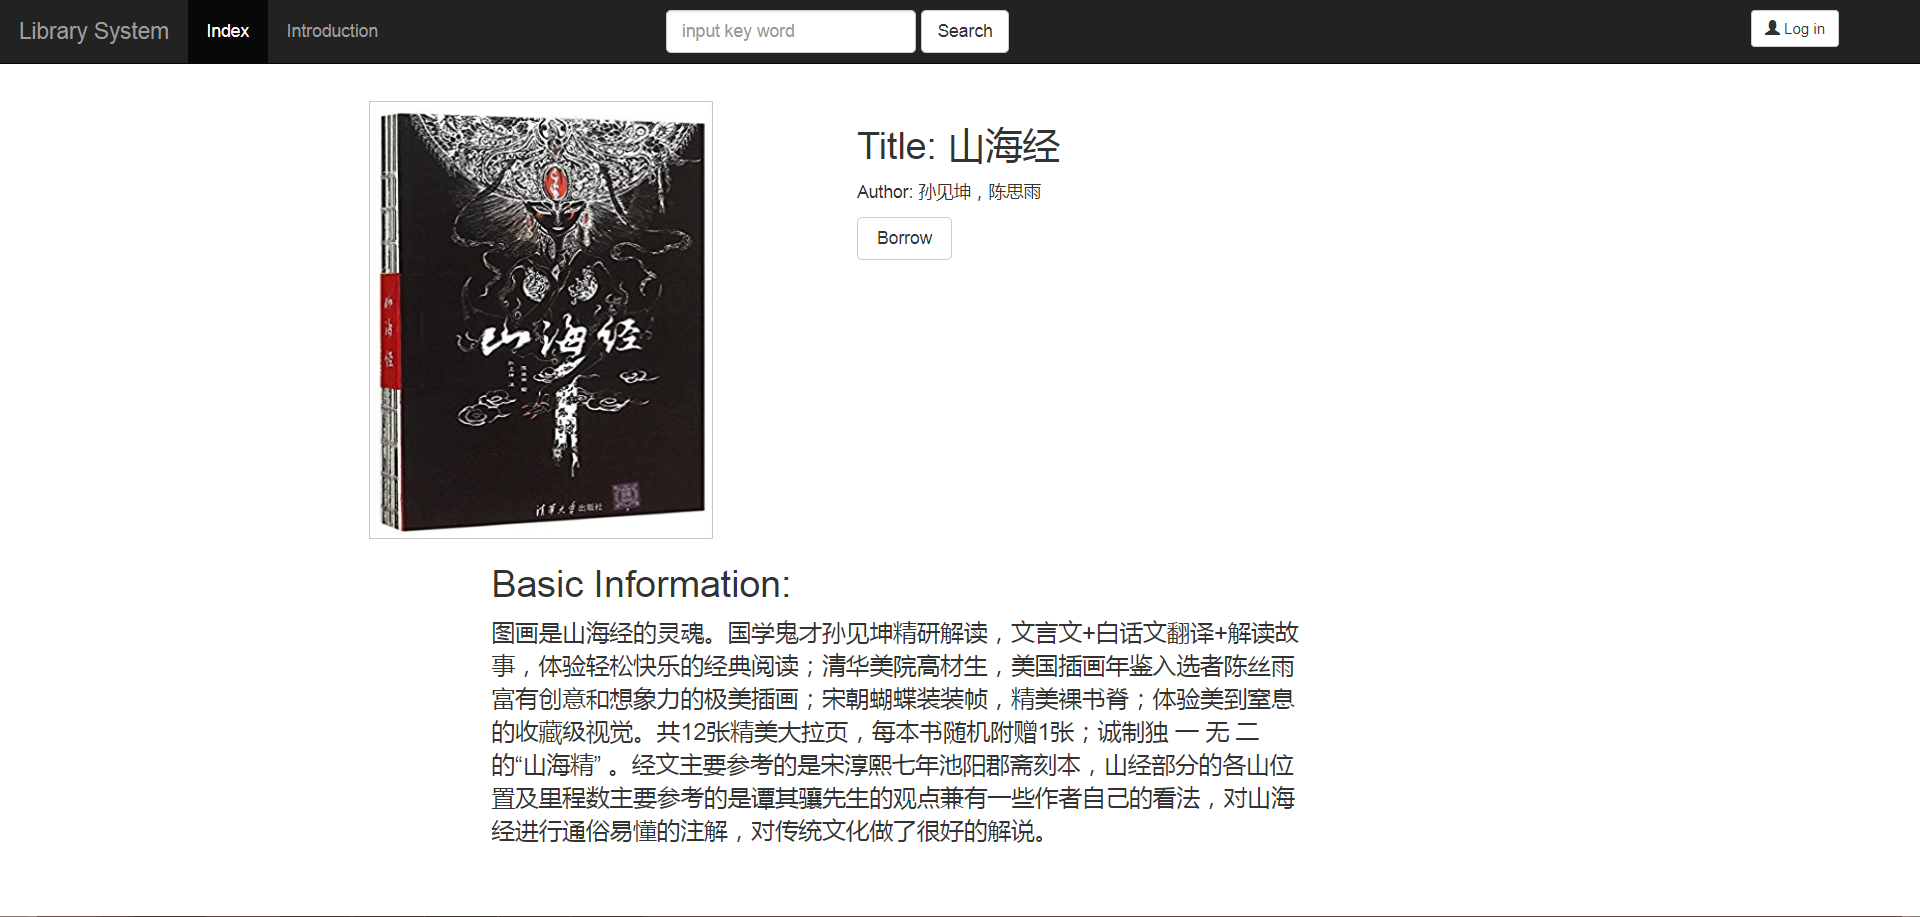 Library System
Index
Introduction
input key word
Search
Log in
山海经
山海经
清华大学出版社
Title: 山海经
Author: 孙见坤，陈思雨
Borrow
Basic Information:
图画是山海经的灵魂。国学鬼才孙见坤精研解读，文言文+白话文翻译+解读故
事，体验轻松快乐的经典阅读；清华美院高材生，美国插画年鉴入选者陈丝雨
富有创意和想象力的极美插画；宋朝蝴蝶装装帧，精美裸书脊；体验美到窒息
的收藏级视觉。共12张精美大拉页，每本书随机附赠1张；诚制独 一 无 二
的“山海精” 。经文主要参考的是宋淳熙七年池阳郡斋刻本，山经部分的各山位
置及里程数主要参考的是谭其骧先生的观点兼有一些作者自己的看法，对山海
经进行通俗易懂的注解，对传统文化做了很好的解说。